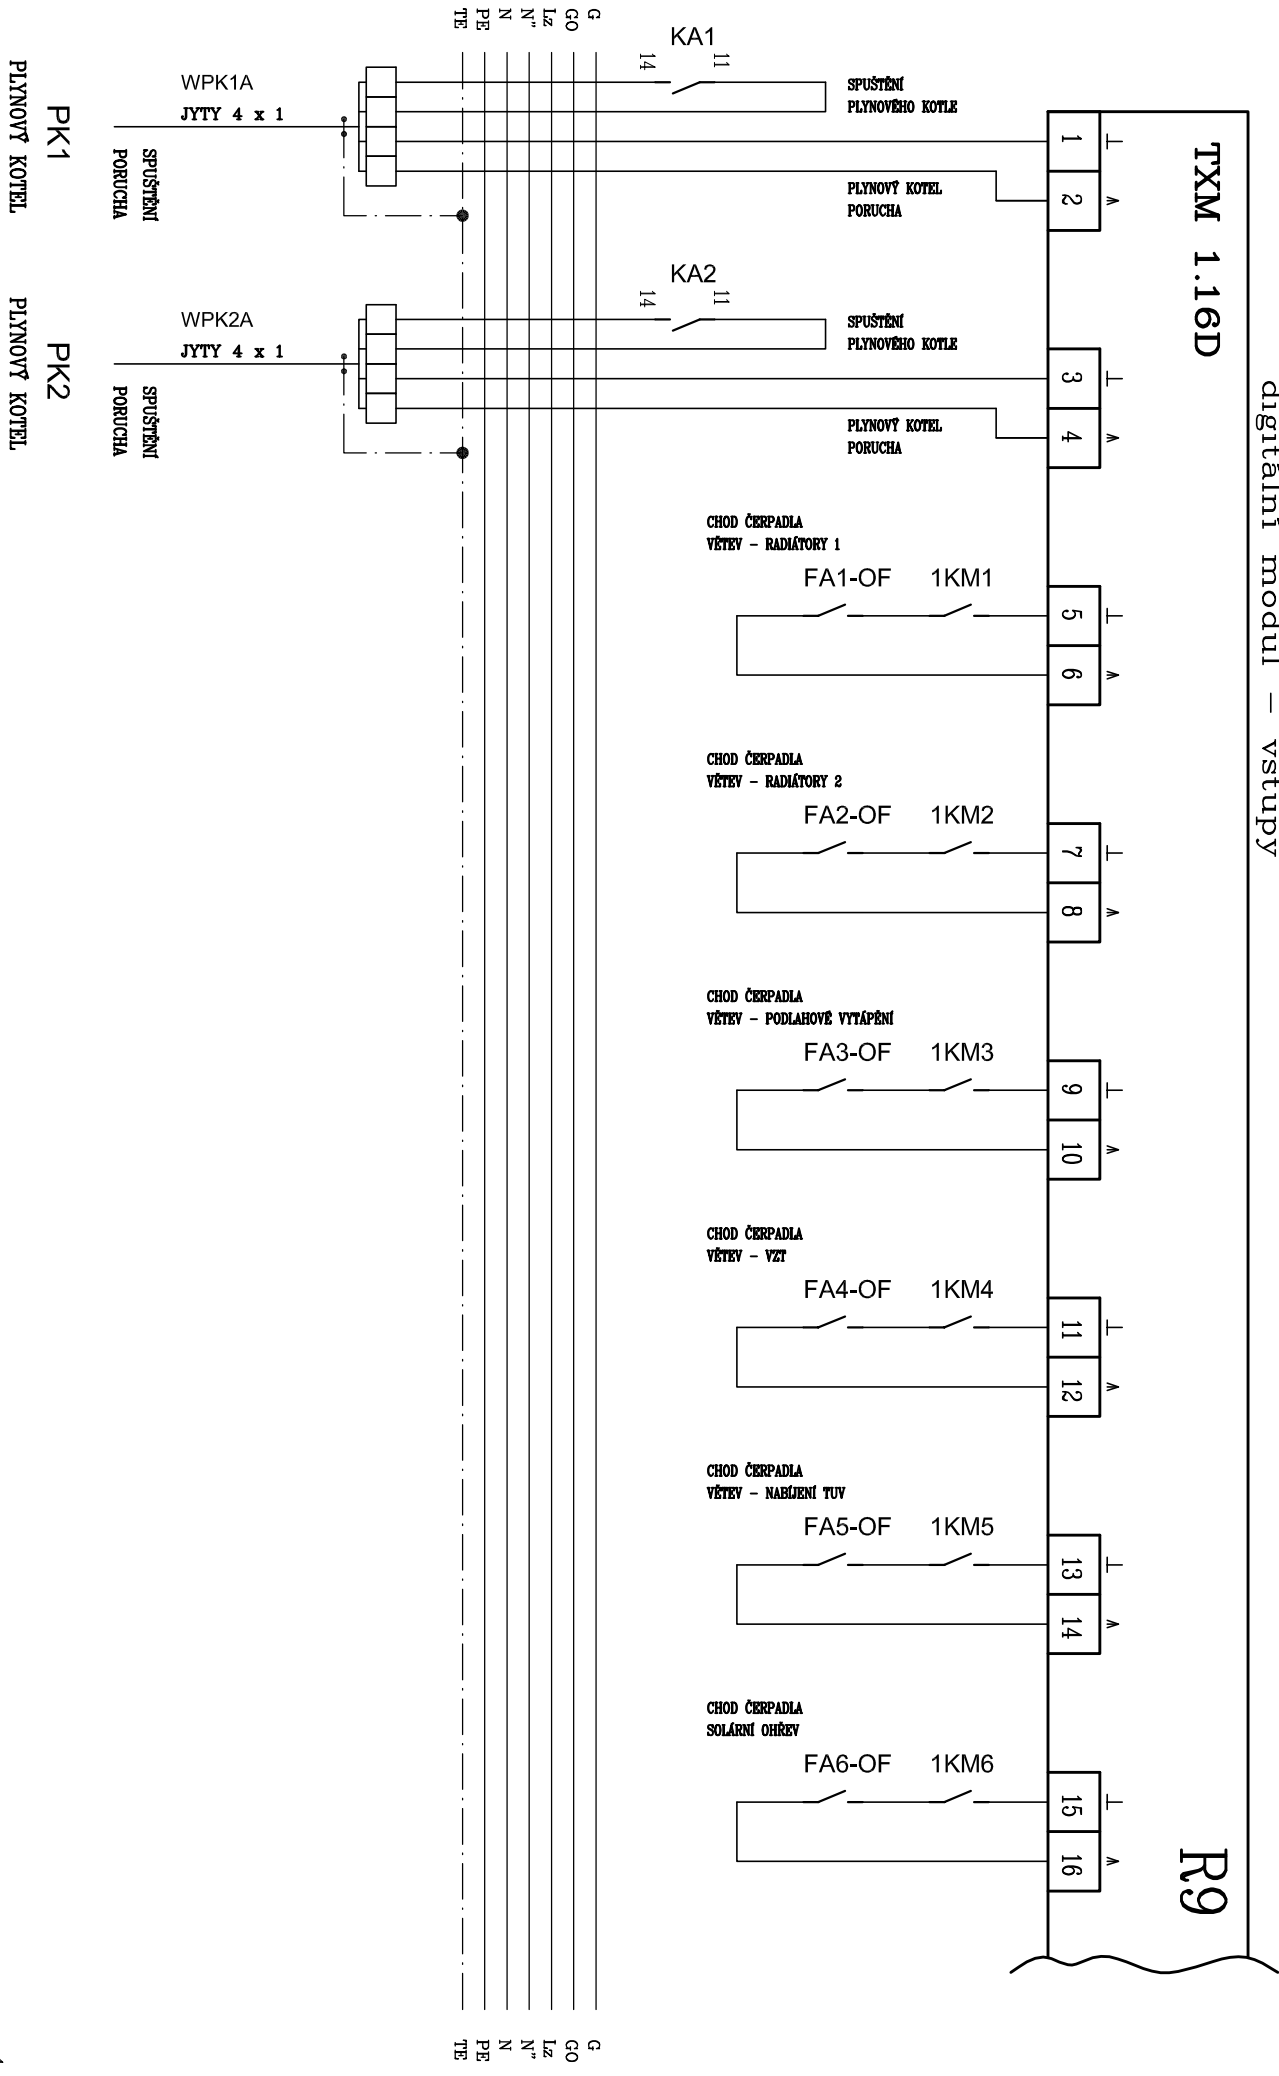 digitální modul - vstupy
TXM 1.16D
R9
G
GO
Lz
N"
N
PE
TE
KA1
14
11
SPUŠTĚNÍ
PLYNOVÉHO KOTLE
WPK1A
JYTY 4 x 1
SPUŠTĚNÍ
PORUCHA
PK1
PLYNOVÝ KOTEL
PLYNOVÝ KOTEL
PORUCHA
1
2
KA2
14
11
SPUŠTĚNÍ
PLYNOVÉHO KOTLE
WPK2A
JYTY 4 x 1
SPUŠTĚNÍ
PORUCHA
PK2
PLYNOVÝ KOTEL
PLYNOVÝ KOTEL
PORUCHA
3
4
CHOD ČERPADLA
VĚTEV - RADIÁTORY 1
FA1-OF 1KM1
5
6
CHOD ČERPADLA
VĚTEV - RADIÁTORY 2
FA2-OF 1KM2
7
8
CHOD ČERPADLA
VĚTEV - PODLAHOVÉ VYTÁPĚNÍ
FA3-OF 1KM3
9
10
CHOD ČERPADLA
VĚTEV - VZT
FA4-OF 1KM4
11
12
CHOD ČERPADLA
VĚTEV - NABÍJENÍ TUV
FA5-OF 1KM5
13
14
CHOD ČERPADLA
SOLÁRNÍ OHŘEV
FA6-OF 1KM6
15
16
G
GO
Lz
N"
N
PE
TE